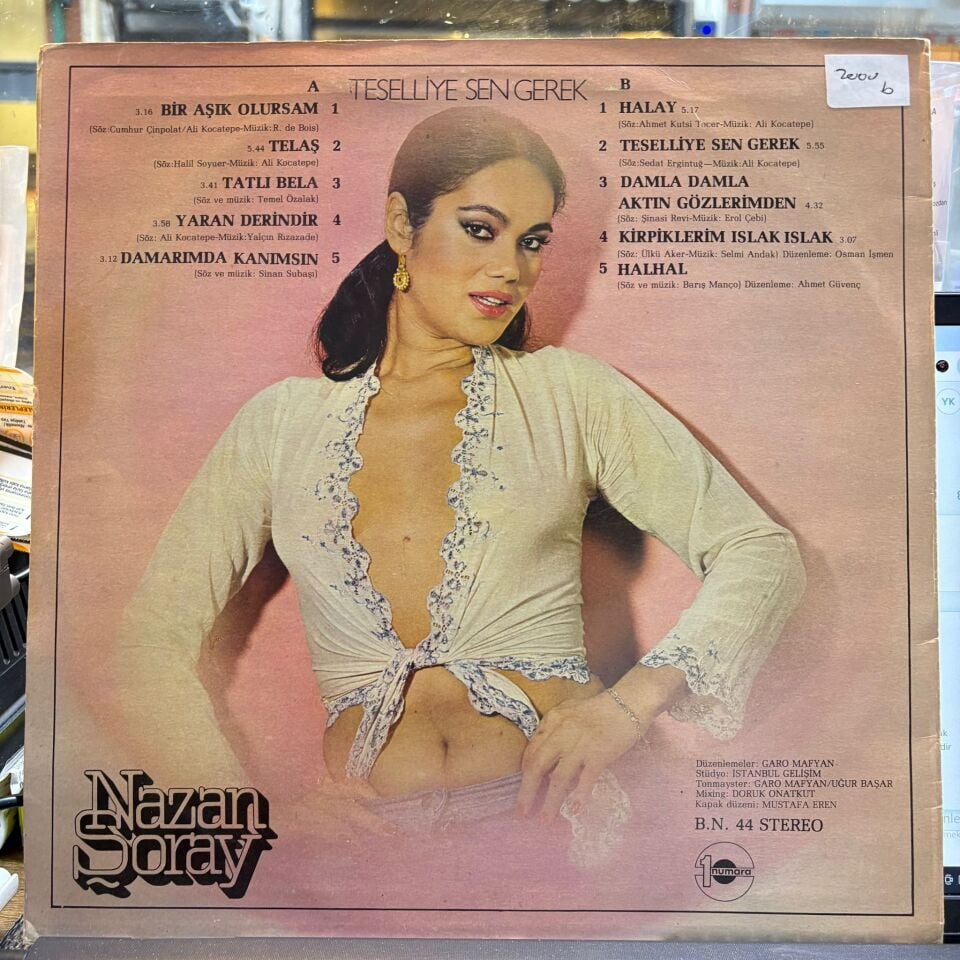 TESELLİYE SEN GEREK
A
3.16 BİR AŞIK OLURSAM 1
(Söz:Cumhur Çinpolat/Ali Kocatepe-Müzik:R. de Bois)
5.44 TELAŞ 2
(Söz:Halil Soyuer-Müzik: Ali Kocatepe)
3.41 TATLI BELA 3
(Söz ve müzik: Temel Özalak)
3.58 YARAN DERİNDİR 4
(Söz: Ali Kocatepe-Müzik:Yalçın Rızazade)
3.12 DAMARIMDA KANIMSIN 5
(Söz ve müzik: Sinan Subaşı)
B
1 HALAY 5.17
(Söz:Ahmet Kutsi Tecer-Müzik: Ali Kocatepe)
2 TESELLİYE SEN GEREK 5.55
(Söz:Sedat Ergintuğ—Müzik:Ali Kocatepe)
3 DAMLA DAMLA
AKTIN GÖZLERİMDEN 4.32
(Söz: Şinasi Revi-Müzik: Erol Çebi)
4 KİRPİKLERİM ISLAK ISLAK 3.07
(Söz: Ülkü Aker-Müzik: Selmi Andak) Düzenleme: Osman İşmen
5 HALHAL
(Söz ve müzik: Barış Manço) Düzenleme: Ahmet Güvenç
Nazan
Şoray
Düzenlemeler: GARO MAFYAN
Stüdyo: İSTANBUL GELİŞİM
Tonmayster: GARO MAFYAN/UĞUR BAŞAR
Mixing: DORUK ONATKUT
Kapak düzeni: MUSTAFA EREN
B.N. 44 STEREO
1 numara
YK